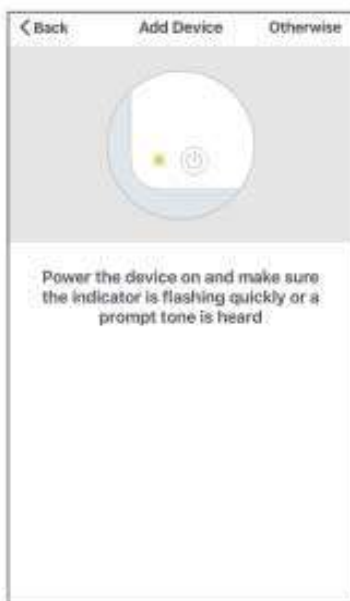 Back Add Device Otherwise
Power the device on and make sure
the indicator is flashing quickly or a
prompt tone is heard